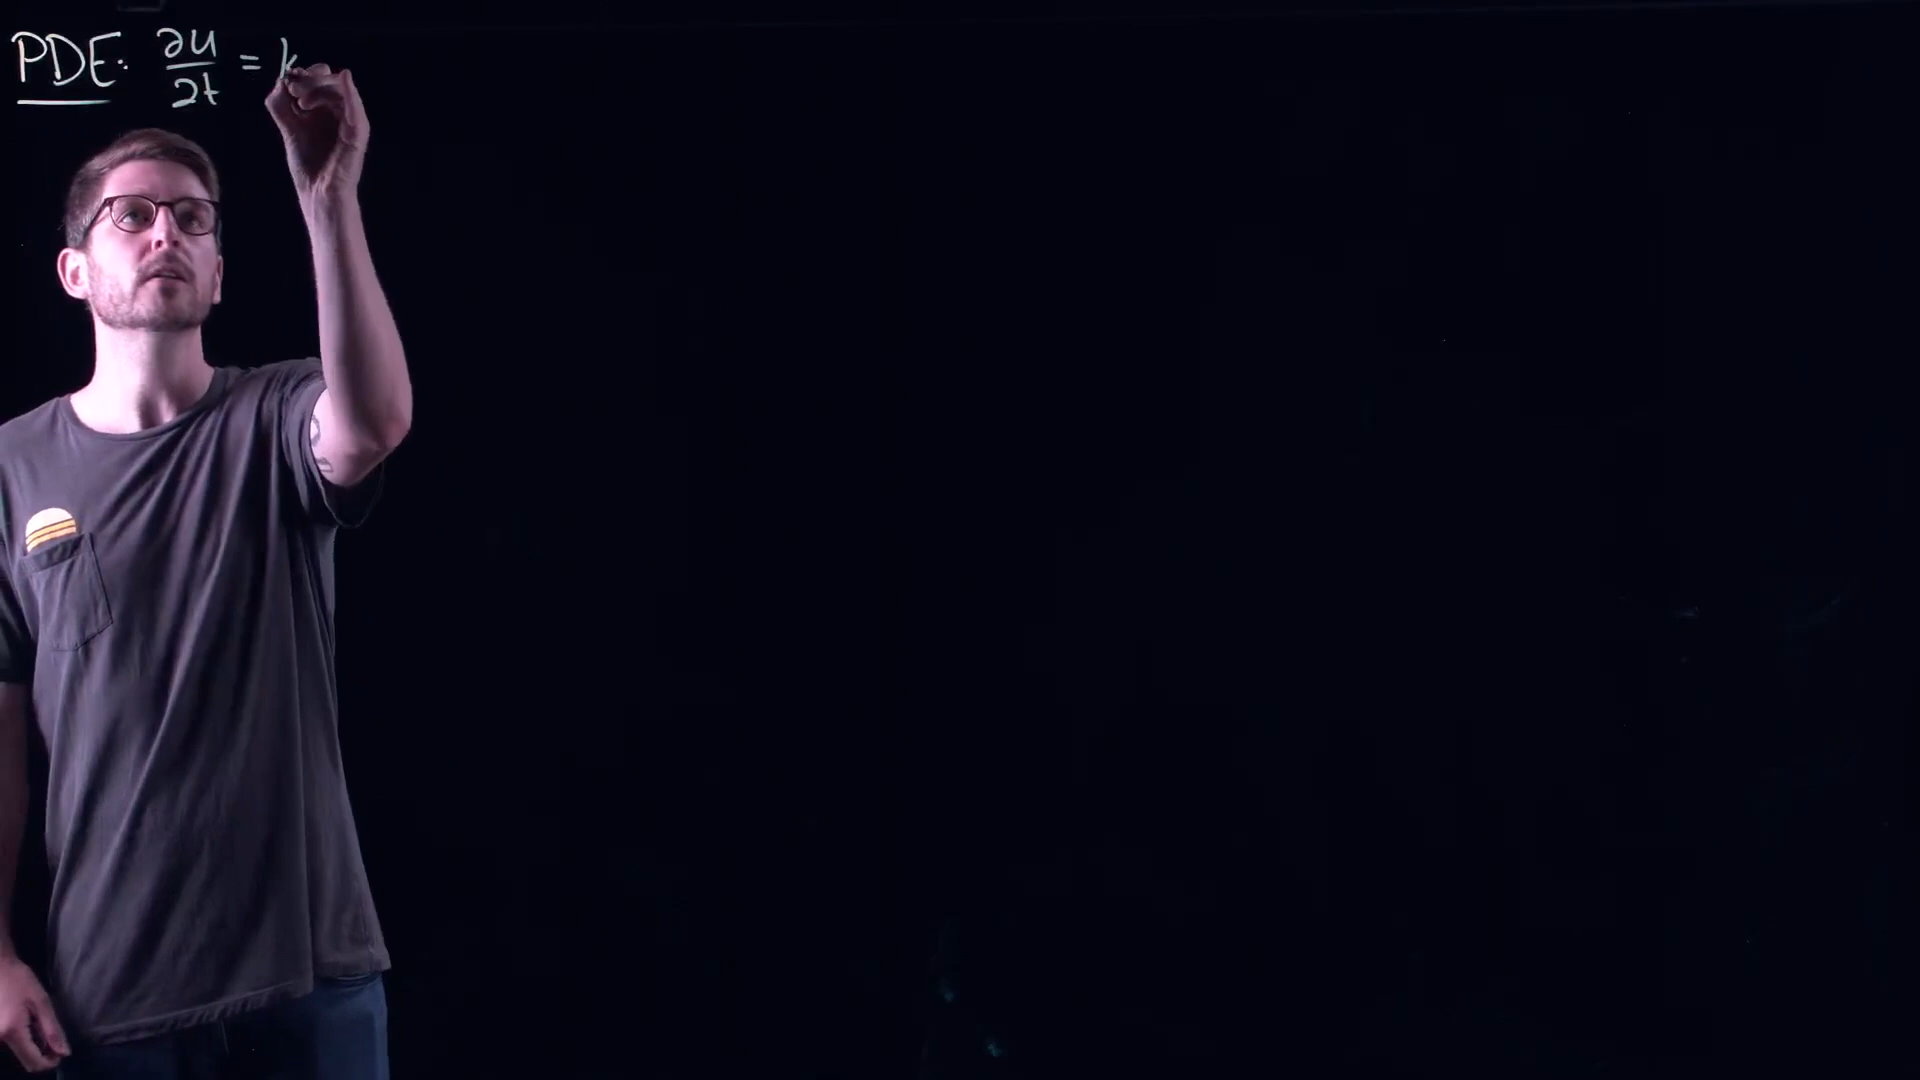 PDE: ∂u/∂t = k